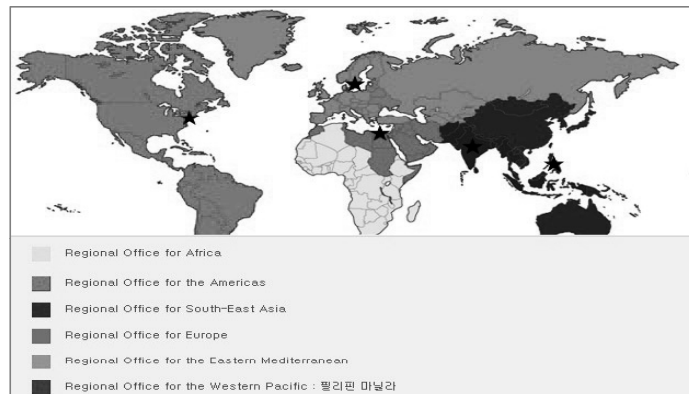 Regional Office for Africa
Regional Office for the Americas
Regional Office for South-East Asia
Regional Office for Europe
Regional Office for the Eastern Mediterranean
Regional Office for the Western Pacific : 필리핀 마닐라